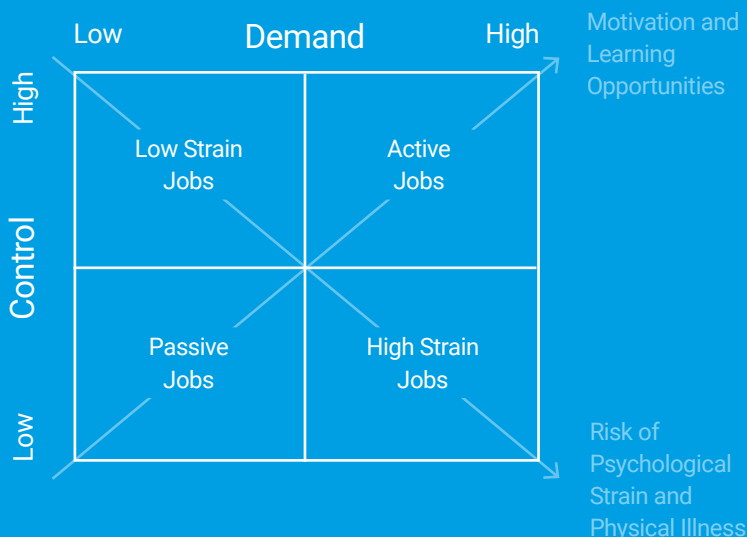 Low Demand High
Motivation and
Learning
Opportunities
High
Low Strain
Jobs
Active
Jobs
Control
Passive
Jobs
High Strain
Jobs
Low
Risk of
Psychological
Strain and
Physical Illness